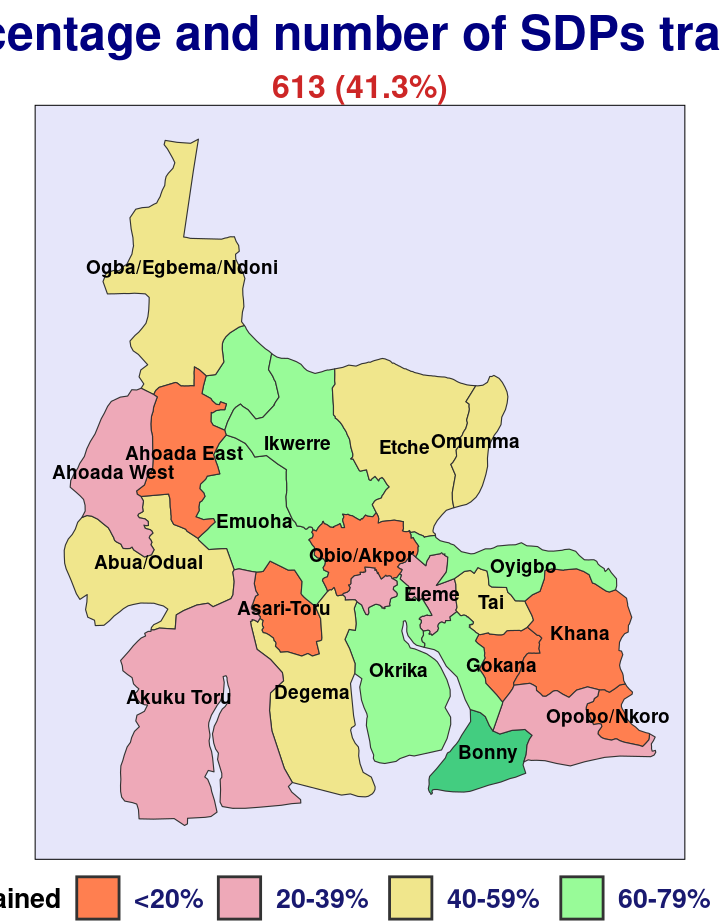 centage and number of SDPs tra
613 (41.3%)
Ogba/Egbema/Ndoni
Ikwerre
Etche
Omumma
Ahoada East
Ahoada West
Emuoha
Obio/Akpor
Abua/Odual
Oyigbo
Eleme
Tai
Asari-Toru
Khana
Gokana
Okrika
Degema
Akuku Toru
Opobo/Nkoro
Bonny
ained <20% 20-39% 40-59% 60-79%